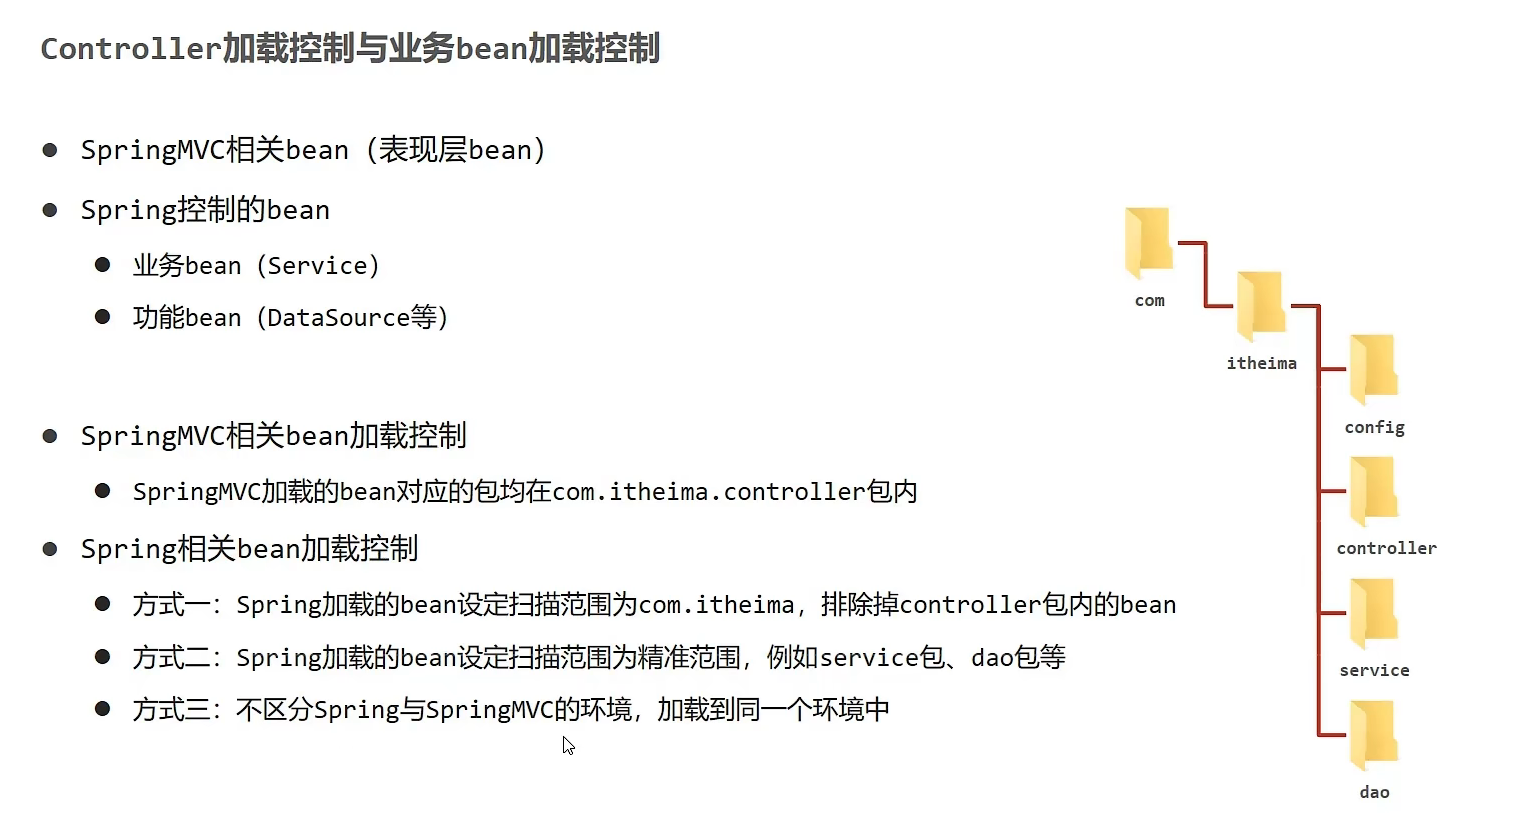 Controller加载控制与业务bean加载控制
SpringMVC相关bean（表现层bean）
Spring控制的bean
业务bean（Service）
功能bean（DataSource等）
SpringMVC相关bean加载控制
SpringMVC加载的bean对应的包均在com.itheima.controller包内
Spring相关bean加载控制
方式一：Spring加载的bean设定扫描范围为com.itheima，排除掉controller包内的bean
方式二：Spring加载的bean设定扫描范围为精准范围，例如service包、dao包等
方式三：不区分Spring与SpringMVC的环境，加载到同一个环境中
com
itheima
config
controller
service
dao